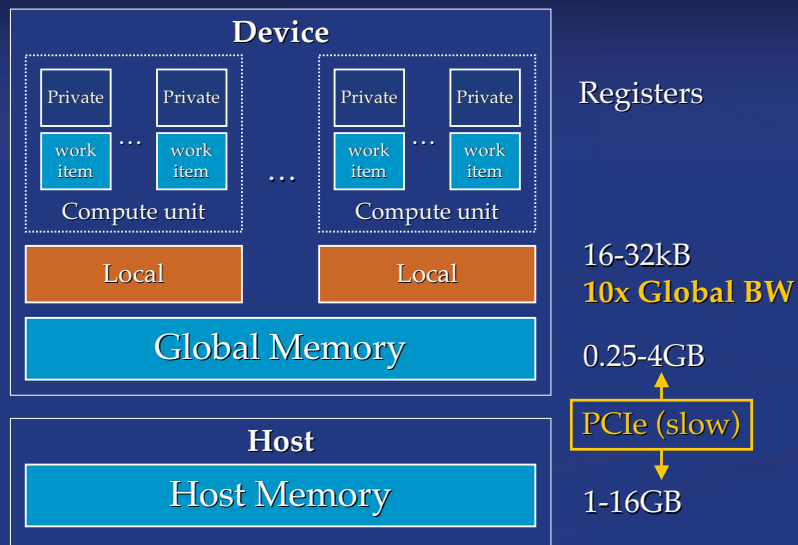 Device
Private
Private
Private
Private
Registers
work
item
…
work
item
…
work
item
…
work
item
Compute unit
Compute unit
Local
Local
16-32kB
10x Global BW
Global Memory
0.25-4GB
PCIe (slow)
Host
Host Memory
1-16GB